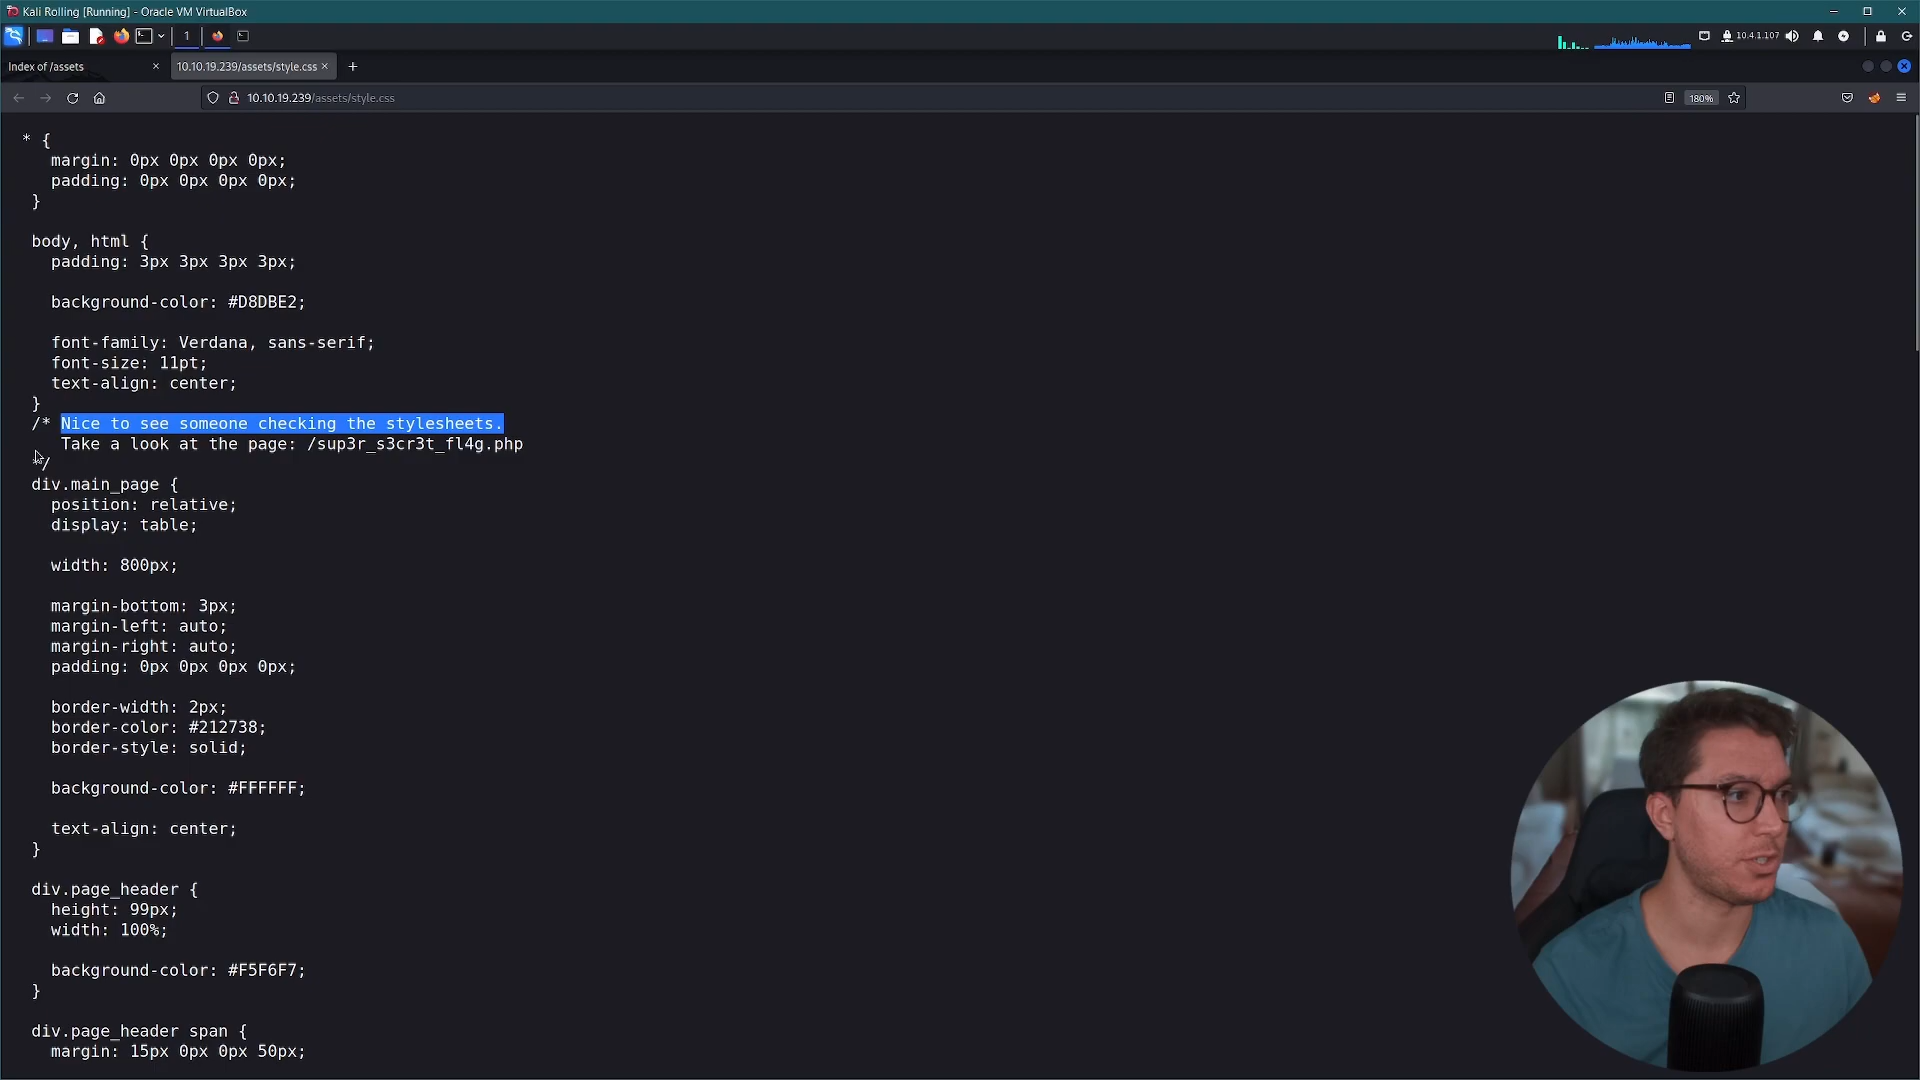 Kali Rolling [Running] - Oracle VM VirtualBox
1
10.4.1.107
Index of /assets
10.10.19.239/assets/style.css
10.10.19.239/assets/style.css
180%
* {
margin: 0px 0px 0px 0px;
padding: 0px 0px 0px 0px;
}
body, html {
padding: 3px 3px 3px 3px;
background-color: #D8DBE2;
font-family: Verdana, sans-serif;
font-size: 11pt;
text-align: center;
}
/* Nice to see someone checking the stylesheets.
Take a look at the page: /sup3r_s3cr3t_fl4g.php
*/
div.main_page {
position: relative;
display: table;
width: 800px;
margin-bottom: 3px;
margin-left: auto;
margin-right: auto;
padding: 0px 0px 0px 0px;
border-width: 2px;
border-color: #212738;
border-style: solid;
background-color: #FFFFFF;
text-align: center;
}
div.page_header {
height: 99px;
width: 100%;
background-color: #F5F6F7;
}
div.page_header span {
margin: 15px 0px 0px 50px;